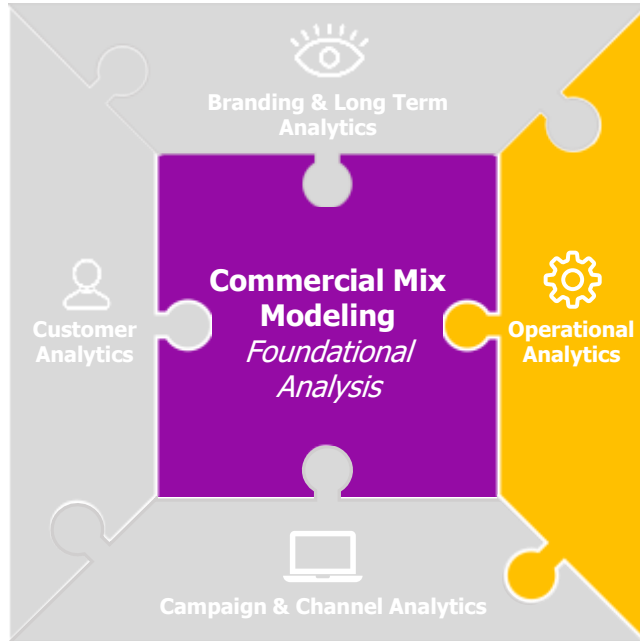 Branding & Long Term
Analytics
Commercial Mix
Modeling
Foundational
Analysis
Customer
Analytics
Operational
Analytics
Campaign & Channel Analytics